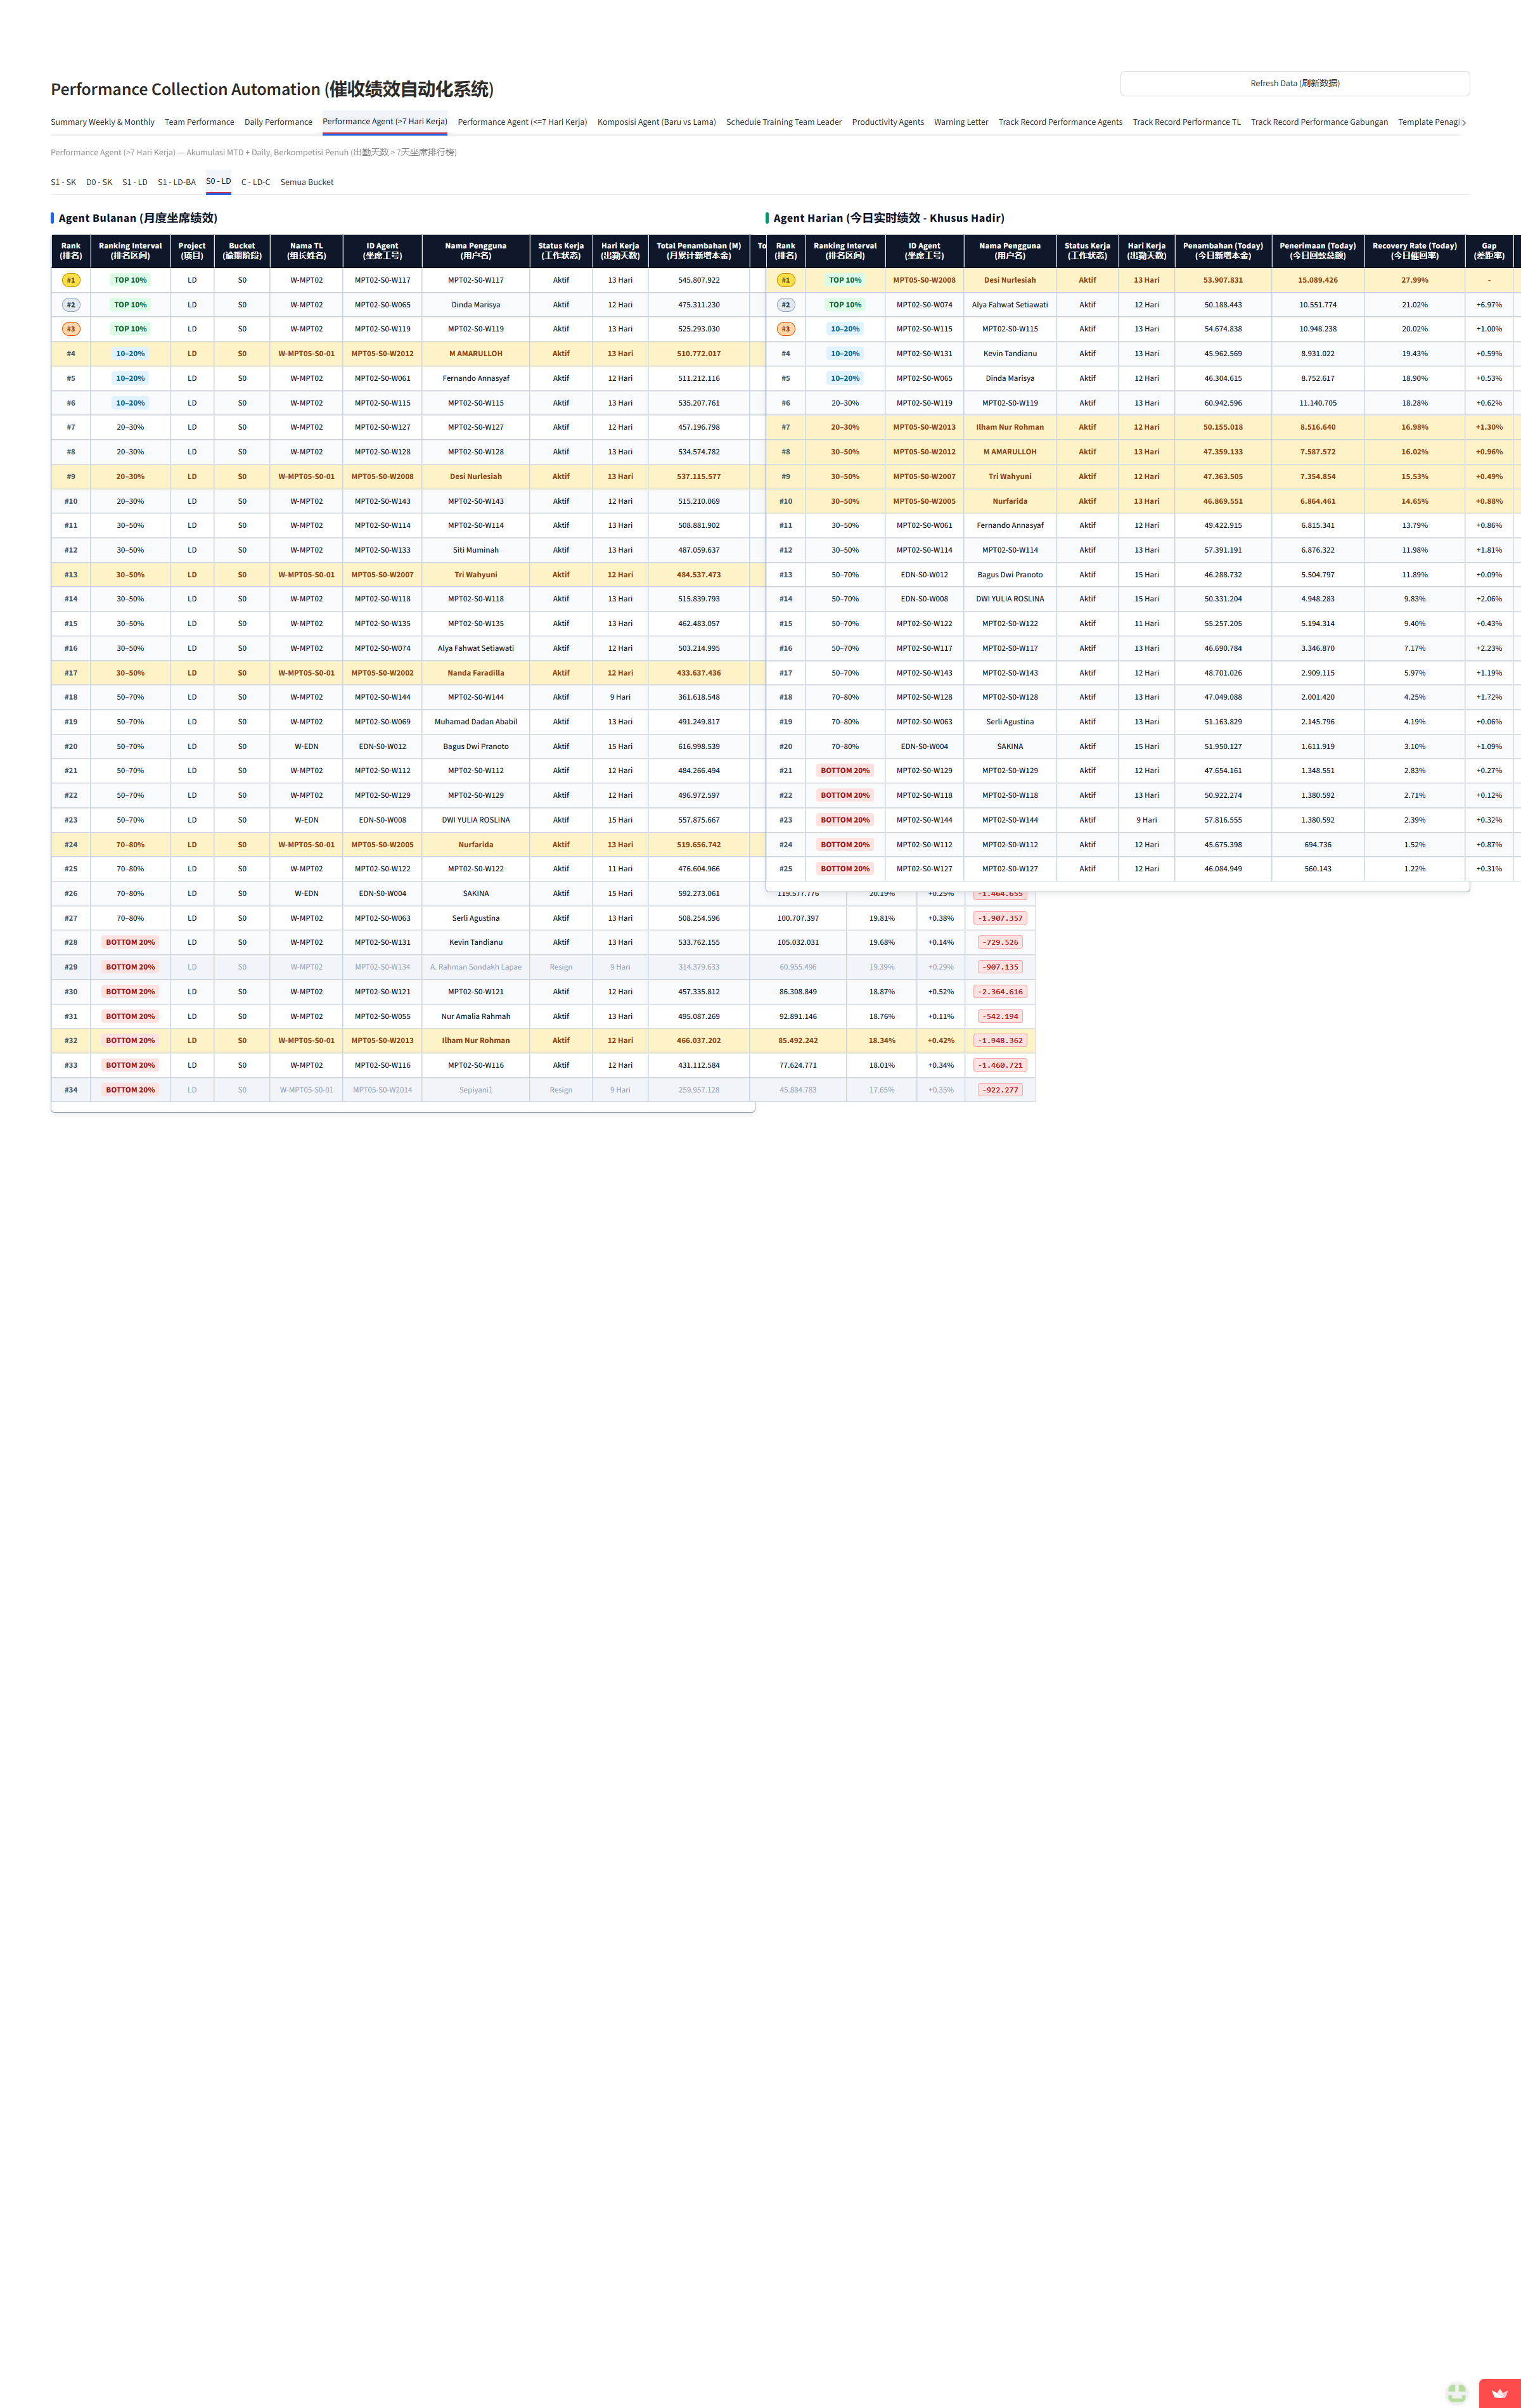 Performance Collection Automation (催收绩效自动化系统)
Refresh Data (刷新数据)
Summary Weekly & Monthly Team Performance Daily Performance Performance Agent (>7 Hari Kerja) Performance Agent (<=7 Hari Kerja) Komposisi Agent (Baru vs Lama) Schedule Training Team Leader Productivity Agents Warning Letter Track Record Performance Agents Track Record Performance TL Track Record Performance Gabungan Template Penagi
Performance Agent (>7 Hari Kerja) — Akumulasi MTD + Daily, Berkompetisi Penuh (出勤天数 > 7天坐席排行榜)
S1 - SK D0 - SK S1 - LD S1 - LD-BA S0 - LD C - LD-C Semua Bucket
Agent Bulanan (月度坐席绩效)
Rank Ranking Interval Project Bucket Nama TL ID Agent Nama Pengguna Status Kerja Hari Kerja Total Penambahan (M) To
(排名) (排名区间) (项目) (逾期阶段) (组长姓名) (坐席工号) (用户名) (工作状态) (出勤天数) (月累计新增本金)
#1 TOP 10% LD S0 W-MPT02 MPT02-S0-W117 MPT02-S0-W117 Aktif 13 Hari 545.807.922
#2 TOP 10% LD S0 W-MPT02 MPT02-S0-W065 Dinda Marisya Aktif 12 Hari 475.311.230
#3 TOP 10% LD S0 W-MPT02 MPT02-S0-W119 MPT02-S0-W119 Aktif 13 Hari 525.293.030
#4 10–20% LD S0 W-MPT05-S0-01 MPT05-S0-W2012 M AMARULLOH Aktif 13 Hari 510.772.017
#5 10–20% LD S0 W-MPT02 MPT02-S0-W061 Fernando Annasyaf Aktif 12 Hari 511.212.116
#6 10–20% LD S0 W-MPT02 MPT02-S0-W115 MPT02-S0-W115 Aktif 13 Hari 535.207.761
#7 20–30% LD S0 W-MPT02 MPT02-S0-W127 MPT02-S0-W127 Aktif 12 Hari 457.196.798
#8 20–30% LD S0 W-MPT02 MPT02-S0-W128 MPT02-S0-W128 Aktif 13 Hari 534.574.782
#9 20–30% LD S0 W-MPT05-S0-01 MPT05-S0-W2008 Desi Nurlesiah Aktif 13 Hari 537.115.577
#10 20–30% LD S0 W-MPT02 MPT02-S0-W143 MPT02-S0-W143 Aktif 12 Hari 515.210.069
#11 30–50% LD S0 W-MPT02 MPT02-S0-W114 MPT02-S0-W114 Aktif 13 Hari 508.881.902
#12 30–50% LD S0 W-MPT02 MPT02-S0-W133 Siti Muminah Aktif 13 Hari 487.059.637
#13 30–50% LD S0 W-MPT05-S0-01 MPT05-S0-W2007 Tri Wahyuni Aktif 12 Hari 484.537.473
#14 30–50% LD S0 W-MPT02 MPT02-S0-W118 MPT02-S0-W118 Aktif 13 Hari 515.839.793
#15 30–50% LD S0 W-MPT02 MPT02-S0-W135 MPT02-S0-W135 Aktif 13 Hari 462.483.057
#16 30–50% LD S0 W-MPT02 MPT02-S0-W074 Alya Fahwat Setiawati Aktif 12 Hari 503.214.995
#17 30–50% LD S0 W-MPT05-S0-01 MPT05-S0-W2002 Nanda Faradilla Aktif 12 Hari 433.637.436
#18 50–70% LD S0 W-MPT02 MPT02-S0-W144 MPT02-S0-W144 Aktif 9 Hari 361.618.548
#19 50–70% LD S0 W-MPT02 MPT02-S0-W069 Muhamad Dadan Ababil Aktif 13 Hari 491.249.817
#20 50–70% LD S0 W-EDN EDN-S0-W012 Bagus Dwi Pranoto Aktif 15 Hari 616.998.539
#21 50–70% LD S0 W-MPT02 MPT02-S0-W112 MPT02-S0-W112 Aktif 12 Hari 484.266.494
#22 50–70% LD S0 W-MPT02 MPT02-S0-W129 MPT02-S0-W129 Aktif 12 Hari 496.972.597
#23 50–70% LD S0 W-EDN EDN-S0-W008 DWI YULIA ROSLINA Aktif 15 Hari 557.875.667
#24 70–80% LD S0 W-MPT05-S0-01 MPT05-S0-W2005 Nurfarida Aktif 13 Hari 519.656.742
#25 70–80% LD S0 W-MPT02 MPT02-S0-W122 MPT02-S0-W122 Aktif 11 Hari 476.604.966
#26 70–80% LD S0 W-EDN EDN-S0-W004 SAKINA Aktif 15 Hari 592.273.061 119.577.776 20.19% +0.25% -1.464.655
#27 70–80% LD S0 W-MPT02 MPT02-S0-W063 Serli Agustina Aktif 13 Hari 508.254.596 100.707.397 19.81% +0.38% -1.907.357
#28 BOTTOM 20% LD S0 W-MPT02 MPT02-S0-W131 Kevin Tandianu Aktif 13 Hari 533.762.155 105.032.031 19.68% +0.14% -729.526
#29 BOTTOM 20% LD S0 W-MPT02 MPT02-S0-W134 A. Rahman Sondakh Lapae Resign 9 Hari 314.379.633 60.955.496 19.39% +0.29% -907.135
#30 BOTTOM 20% LD S0 W-MPT02 MPT02-S0-W121 MPT02-S0-W121 Aktif 12 Hari 457.335.812 86.308.849 18.87% +0.52% -2.364.616
#31 BOTTOM 20% LD S0 W-MPT02 MPT02-S0-W055 Nur Amalia Rahmah Aktif 13 Hari 495.087.269 92.891.146 18.76% +0.11% -542.194
#32 BOTTOM 20% LD S0 W-MPT05-S0-01 MPT05-S0-W2013 Ilham Nur Rohman Aktif 12 Hari 466.037.202 85.492.242 18.34% +0.42% -1.948.362
#33 BOTTOM 20% LD S0 W-MPT02 MPT02-S0-W116 MPT02-S0-W116 Aktif 12 Hari 431.112.584 77.624.771 18.01% +0.34% -1.460.721
#34 BOTTOM 20% LD S0 W-MPT05-S0-01 MPT05-S0-W2014 Sepiyani1 Resign 9 Hari 259.957.128 45.884.783 17.65% +0.35% -922.277
Agent Harian (今日实时绩效 - Khusus Hadir)
Rank Ranking Interval ID Agent Nama Pengguna Status Kerja Hari Kerja Penambahan (Today) Penerimaan (Today) Recovery Rate (Today) Gap
(排名) (排名区间) (坐席工号) (用户名) (工作状态) (出勤天数) (今日新增本金) (今日回款总额) (今日催回率) (差距率)
#1 TOP 10% MPT05-S0-W2008 Desi Nurlesiah Aktif 13 Hari 53.907.831 15.089.426 27.99% -
#2 TOP 10% MPT02-S0-W074 Alya Fahwat Setiawati Aktif 12 Hari 50.188.443 10.551.774 21.02% +6.97%
#3 10–20% MPT02-S0-W115 MPT02-S0-W115 Aktif 13 Hari 54.674.838 10.948.238 20.02% +1.00%
#4 10–20% MPT02-S0-W131 Kevin Tandianu Aktif 13 Hari 45.962.569 8.931.022 19.43% +0.59%
#5 10–20% MPT02-S0-W065 Dinda Marisya Aktif 12 Hari 46.304.615 8.752.617 18.90% +0.53%
#6 20–30% MPT02-S0-W119 MPT02-S0-W119 Aktif 13 Hari 60.942.596 11.140.705 18.28% +0.62%
#7 20–30% MPT05-S0-W2013 Ilham Nur Rohman Aktif 12 Hari 50.155.018 8.516.640 16.98% +1.30%
#8 30–50% MPT05-S0-W2012 M AMARULLOH Aktif 13 Hari 47.359.133 7.587.572 16.02% +0.96%
#9 30–50% MPT05-S0-W2007 Tri Wahyuni Aktif 12 Hari 47.363.505 7.354.854 15.53% +0.49%
#10 30–50% MPT05-S0-W2005 Nurfarida Aktif 13 Hari 46.869.551 6.864.461 14.65% +0.88%
#11 30–50% MPT02-S0-W061 Fernando Annasyaf Aktif 12 Hari 49.422.915 6.815.341 13.79% +0.86%
#12 30–50% MPT02-S0-W114 MPT02-S0-W114 Aktif 13 Hari 57.391.191 6.876.322 11.98% +1.81%
#13 50–70% EDN-S0-W012 Bagus Dwi Pranoto Aktif 15 Hari 46.288.732 5.504.797 11.89% +0.09%
#14 50–70% EDN-S0-W008 DWI YULIA ROSLINA Aktif 15 Hari 50.331.204 4.948.283 9.83% +2.06%
#15 50–70% MPT02-S0-W122 MPT02-S0-W122 Aktif 11 Hari 55.257.205 5.194.314 9.40% +0.43%
#16 50–70% MPT02-S0-W117 MPT02-S0-W117 Aktif 13 Hari 46.690.784 3.346.870 7.17% +2.23%
#17 50–70% MPT02-S0-W143 MPT02-S0-W143 Aktif 12 Hari 48.701.026 2.909.115 5.97% +1.19%
#18 70–80% MPT02-S0-W128 MPT02-S0-W128 Aktif 13 Hari 47.049.088 2.001.420 4.25% +1.72%
#19 70–80% MPT02-S0-W063 Serli Agustina Aktif 13 Hari 51.163.829 2.145.796 4.19% +0.06%
#20 70–80% EDN-S0-W004 SAKINA Aktif 15 Hari 51.950.127 1.611.919 3.10% +1.09%
#21 BOTTOM 20% MPT02-S0-W129 MPT02-S0-W129 Aktif 12 Hari 47.654.161 1.348.551 2.83% +0.27%
#22 BOTTOM 20% MPT02-S0-W118 MPT02-S0-W118 Aktif 13 Hari 50.922.274 1.380.592 2.71% +0.12%
#23 BOTTOM 20% MPT02-S0-W144 MPT02-S0-W144 Aktif 9 Hari 57.816.555 1.380.592 2.39% +0.32%
#24 BOTTOM 20% MPT02-S0-W112 MPT02-S0-W112 Aktif 12 Hari 45.675.398 694.736 1.52% +0.87%
#25 BOTTOM 20% MPT02-S0-W127 MPT02-S0-W127 Aktif 12 Hari 46.084.949 560.143 1.22% +0.31%